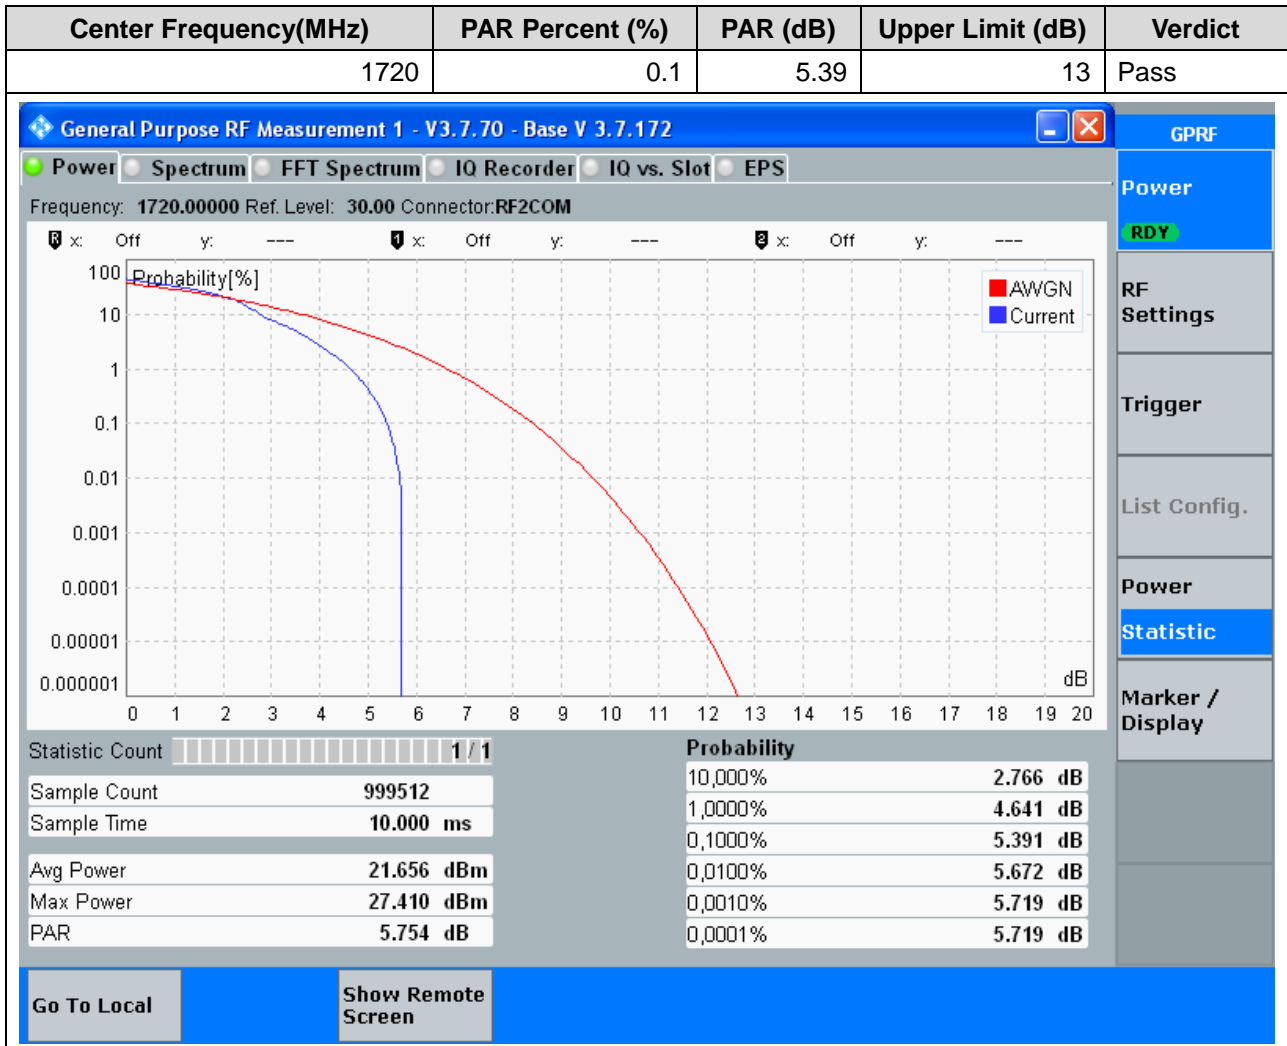 Center Frequency(MHz) PAR Percent (%) PAR (dB) Upper Limit (dB) Verdict
1720 0.1 5.39 13 Pass
General Purpose RF Measurement 1 - V3.7.70 - Base V 3.7.172
GPRF
Power Spectrum FFT Spectrum IQ Recorder IQ vs. Slot EPS
Frequency: 1720.00000 Ref. Level: 30.00 Connector:RF2COM
R x: Off y: --- 1 x: Off y: --- 2 x: Off y: ---
Probability[%]
100
10
1
0.1
0.01
0.001
0.0001
0.00001
0.000001
AWGN
Current
dB
0 1 2 3 4 5 6 7 8 9 10 11 12 13 14 15 16 17 18 19 20
Statistic Count 1 / 1
Sample Count 999512
Sample Time 10.000 ms
Avg Power 21.656 dBm
Max Power 27.410 dBm
PAR 5.754 dB
Probability
10,000% 2.766 dB
1,0000% 4.641 dB
0,1000% 5.391 dB
0,0100% 5.672 dB
0,0010% 5.719 dB
0,0001% 5.719 dB
Power
RDY
RF
Settings
Trigger
List Config.
Power
Statistic
Marker /
Display
Go To Local
Show Remote
Screen